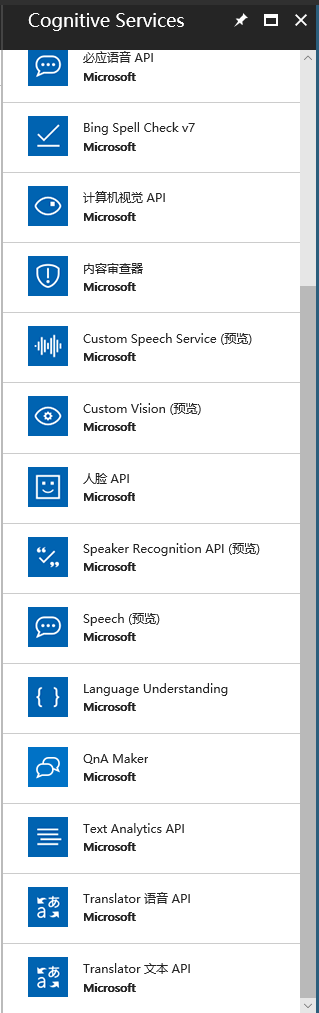 Cognitive Services
必应语音 API
Microsoft
Bing Spell Check v7
Microsoft
计算机视觉 API
Microsoft
内容审查器
Microsoft
Custom Speech Service (预览)
Microsoft
Custom Vision (预览)
Microsoft
人脸 API
Microsoft
Speaker Recognition API (预览)
Microsoft
Speech (预览)
Microsoft
Language Understanding
Microsoft
QnA Maker
Microsoft
Text Analytics API
Microsoft
Translator 语音 API
Microsoft
Translator 文本 API
Microsoft